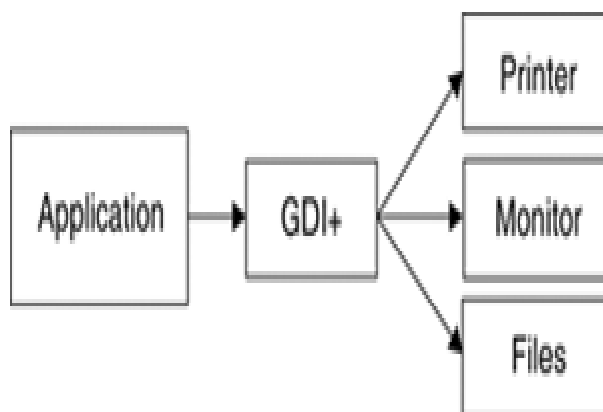 Printer
Application
GDI+
Monitor
Files